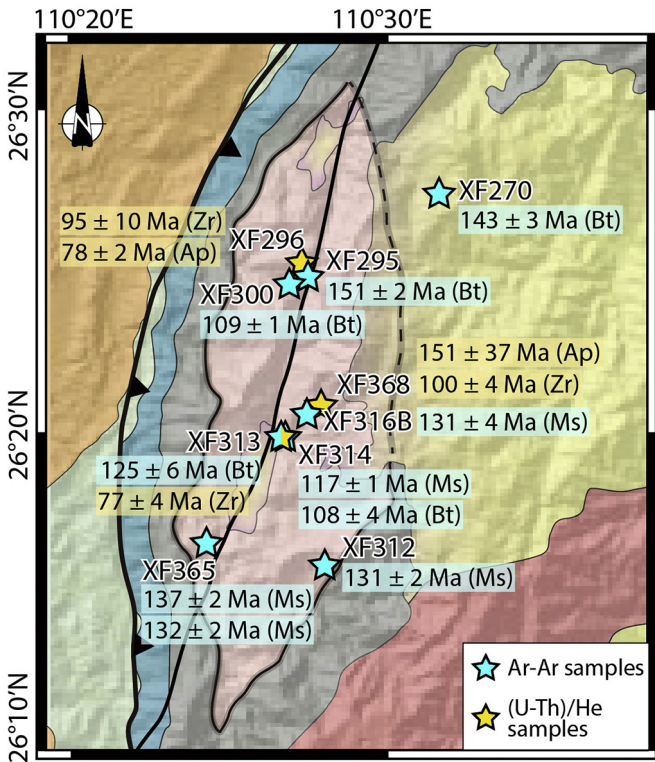 110°20′E
110°30′E
26°30′N
26°20′N
26°10′N
N
XF270
143 ± 3 Ma (Bt)
95 ± 10 Ma (Zr)
78 ± 2 Ma (Ap)
XF296
XF295
151 ± 2 Ma (Bt)
XF300
109 ± 1 Ma (Bt)
151 ± 37 Ma (Ap)
100 ± 4 Ma (Zr)
XF368
XF316B
131 ± 4 Ma (Ms)
XF313
125 ± 6 Ma (Bt)
77 ± 4 Ma (Zr)
XF314
117 ± 1 Ma (Ms)
108 ± 4 Ma (Bt)
XF312
131 ± 2 Ma (Ms)
XF365
137 ± 2 Ma (Ms)
132 ± 2 Ma (Ms)
Ar-Ar samples
(U-Th)/He
samples